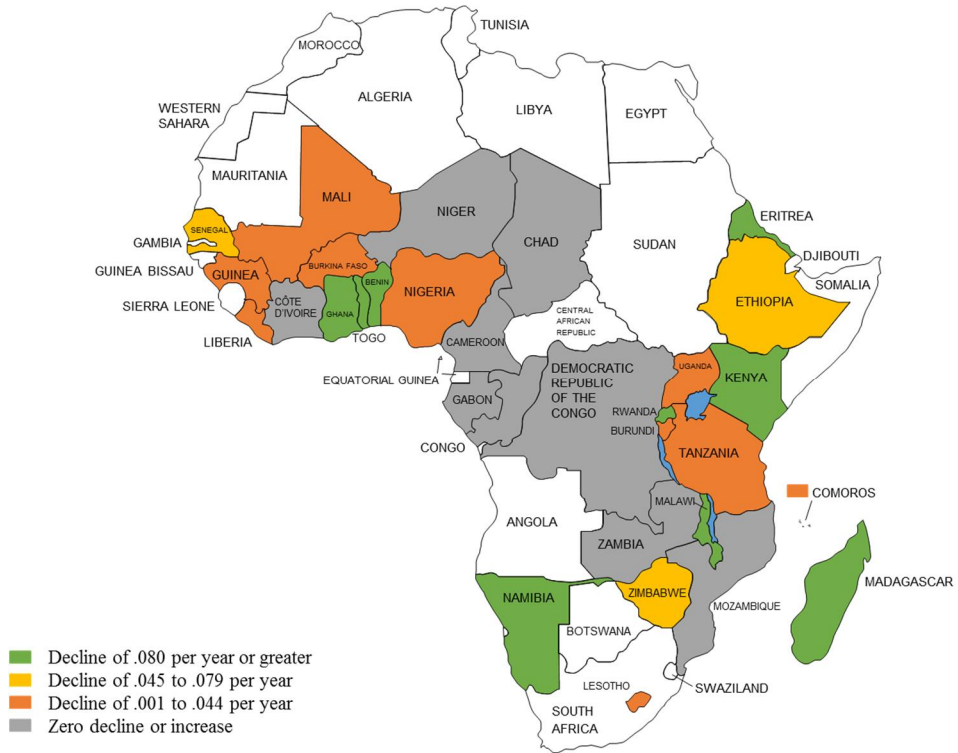 TUNISIA
MOROCCO
ALGERIA
LIBYA
EGYPT
WESTERN
SAHARA
MAURITANIA
MALI
NIGER
CHAD
SUDAN
ERITREA
SENEGAL
GAMBIA
DJIBOUTI
GUINEA BISSAU
GUINEA
BURKINA FASO
BENIN
NIGERIA
SOMALIA
ETHIOPIA
SIERRA LEONE
CÔTE
D'IVOIRE
GHANA
CENTRAL
AFRICAN
REPUBLIC
LIBERIA
TOGO
CAMEROON
EQUATORIAL GUINEA
DEMOCRATIC
REPUBLIC
OF THE
CONGO
UGANDA
KENYA
GABON
RWANDA
BURUNDI
CONGO
TANZANIA
COMOROS
MALAWI
ANGOLA
ZAMBIA
MADAGASCAR
NAMIBIA
ZIMBABWE
MOZAMBIQUE
BOTSWANA
LESOTHO
SWAZILAND
SOUTH
AFRICA
Decline of .080 per year or greater
Decline of .045 to .079 per year
Decline of .001 to .044 per year
Zero decline or increase